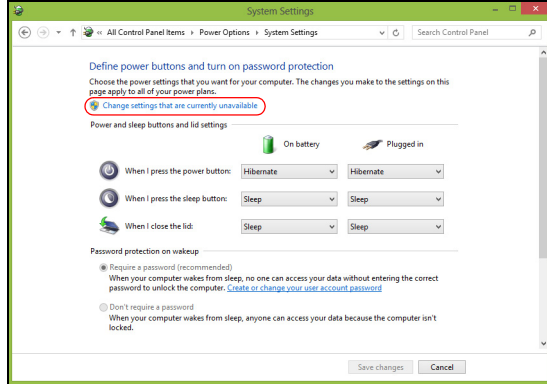 System Settings
« All Control Panel Items › Power Options › System Settings
Search Control Panel
Define power buttons and turn on password protection
Choose the power settings that you want for your computer. The changes you make to the settings on this
page apply to all of your power plans.
Change settings that are currently unavailable
Power and sleep buttons and lid settings
On battery Plugged in
When I press the power button: Hibernate Hibernate
When I press the sleep button: Sleep Sleep
When I close the lid: Sleep Sleep
Password protection on wakeup
Require a password (recommended)
When your computer wakes from sleep, no one can access your data without entering the correct
password to unlock the computer. Create or change your user account password
Don't require a password
When your computer wakes from sleep, anyone can access your data because the computer isn't
locked.
Save changes Cancel